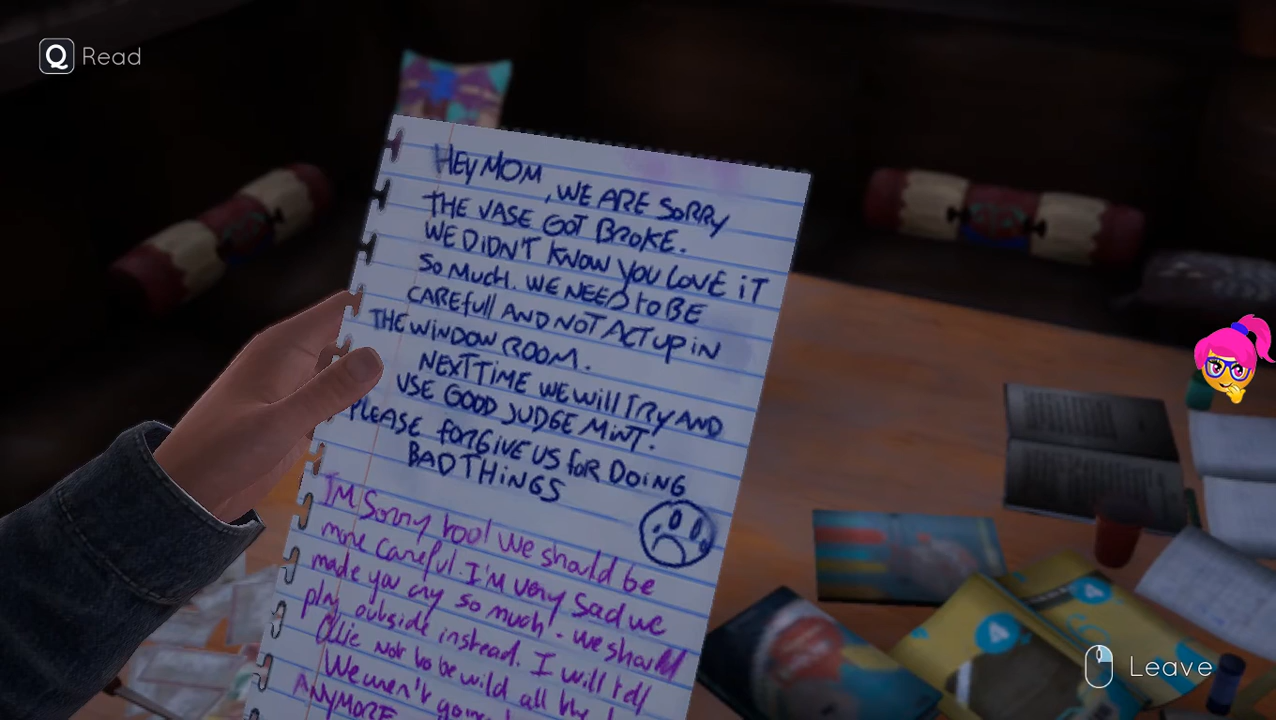 Q Read
HEY MOM, WE ARE SORRY
THE VASE GOT BROKE.
WE DIDN'T KNOW YOU LOVE IT
SO MUCH. WE NEED TO BE
CAREFULL AND NOT ACT UP IN
THE WINDOW ROOM.
NEXT TIME WE WILL TRY AND
USE GOOD JUDGE MINT!
PLEASE FORGIVE US FOR DOING
BAD THINGS
I'M Sorry too! we should be
more careful. I'm very sad we
made you cry so much! we should
play outside instead. I will tell
Ollie not to be wild all the
We weren't
ANYMORE
4
4
Leave